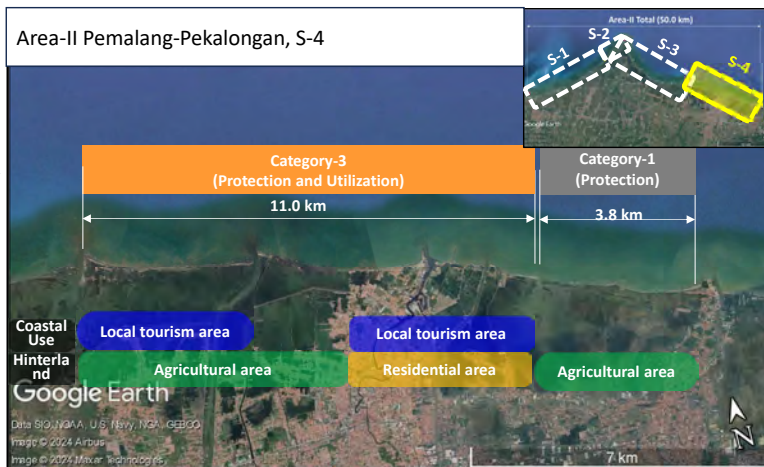 Area-II Pemalang-Pekalongan, S-4
Area-II Total (50.0 km)
S-1
S-2
S-3
S-4
Google Earth
Category-3
(Protection and Utilization)
Category-1
(Protection)
11.0 km
3.8 km
Coastal
Use
Local tourism area
Local tourism area
Hinterla
nd
Agricultural area
Residential area
Agricultural area
Google Earth
Data SIO, NOAA, U.S. Navy, NGA, GEBCO
Image © 2024 Airbus
Image © 2024 Maxar Technologies
N
7 km